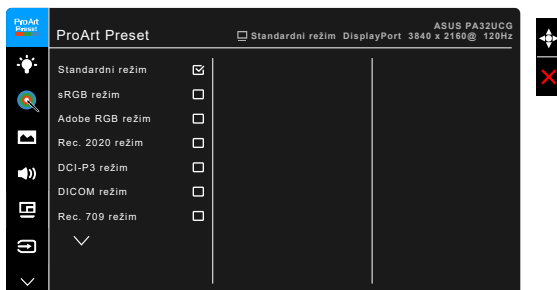 ProArt
Preset
ProArt Preset
ASUS PA32UCG
Standardni režim DisplayPort 3840 x 2160@ 120Hz
Standardni režim
sRGB režim
Adobe RGB režim
Rec. 2020 režim
DCI-P3 režim
DICOM režim
Rec. 709 režim